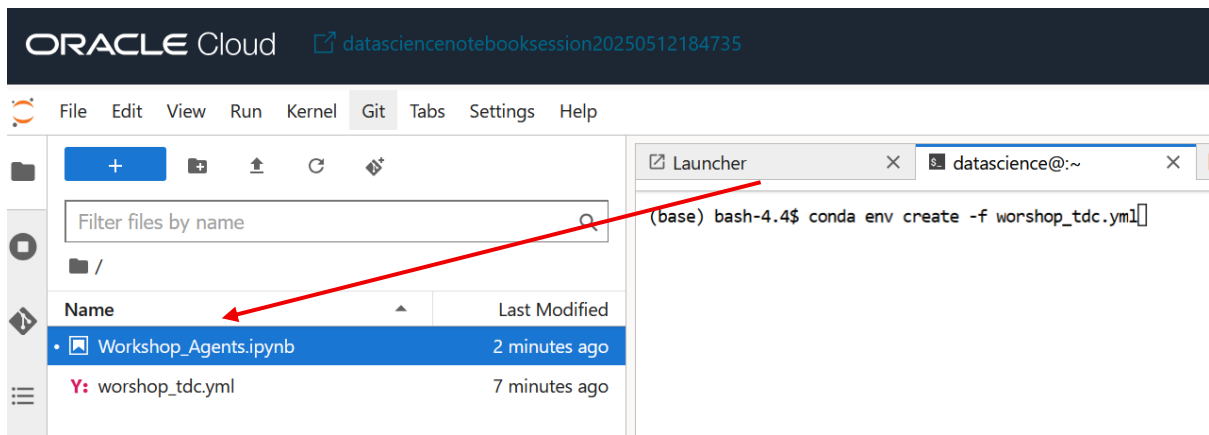 ORACLE Cloud datasciencenotebooksession20250512184735
File Edit View Run Kernel Git Tabs Settings Help
+
Launcher
datascience@:~
Filter files by name
/
Name Last Modified
Workshop_Agents.ipynb 2 minutes ago
Y: worshop_tdc.yml 7 minutes ago
(base) bash-4.4$ conda env create -f worshop_tdc.yml